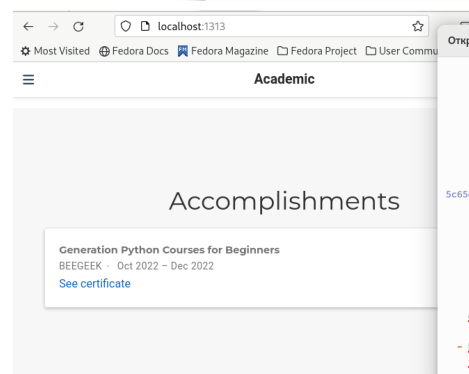 localhost:1313
Most Visited Fedora Docs Fedora Magazine Fedora Project User Commu
Откр
Academic
Accomplishments
5c65
Generation Python Courses for Beginners
BEEGEEK · Oct 2022 – Dec 2022
See certificate